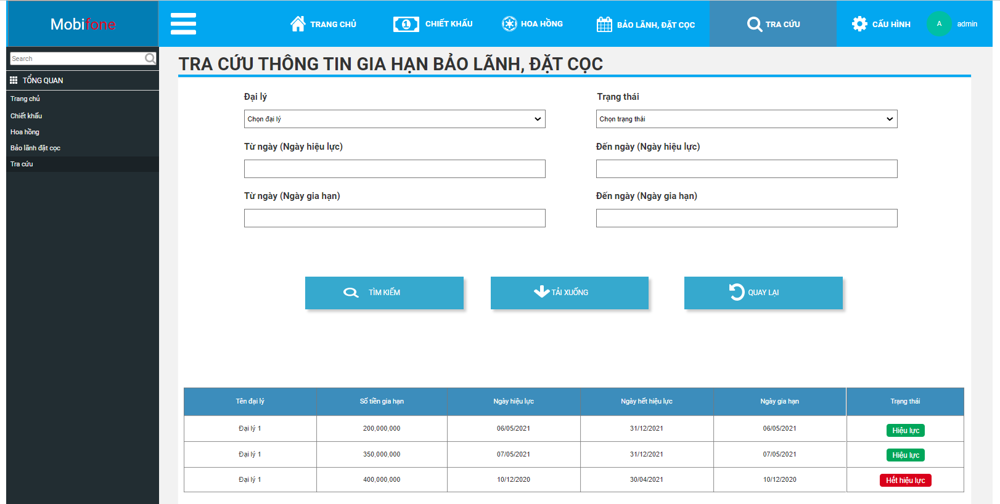 Mobifone
TRANG CHỦ
CHIẾT KHẤU
HOA HỒNG
BẢO LÃNH, ĐẶT CỌC
TRA CỨU
CẤU HÌNH
A
admin
Search
TỔNG QUAN
Trang chủ
Chiết khấu
Hoa hồng
Bảo lãnh đặt cọc
Tra cứu
TRA CỨU THÔNG TIN GIA HẠN BẢO LÃNH, ĐẶT CỌC
Đại lý
Trạng thái
Chọn đại lý
Chọn trạng thái
Từ ngày (Ngày hiệu lực)
Đến ngày (Ngày hiệu lực)
Từ ngày (Ngày gia hạn)
Đến ngày (Ngày gia hạn)
TÌM KIẾM
TẢI XUỐNG
QUAY LẠI
Tên đại lý Số tiền gia hạn Ngày hiệu lực Ngày hết hiệu lực Ngày gia hạn Trạng thái
Đại lý 1 200,000,000 06/05/2021 31/12/2021 06/05/2021 Hiệu lực
Đại lý 1 350,000,000 07/05/2021 31/12/2021 07/05/2021 Hiệu lực
Đại lý 1 400,000,000 10/12/2020 30/04/2021 10/12/2020 Hết hiệu lực